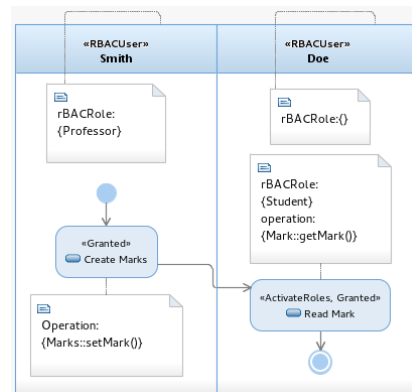 «RBACUser»
Smith
«RBACUser»
Doe
rBACRole:
{Professor}
rBACRole:{}
rBACRole:
{Student}
operation:
{Mark::getMark()}
«Granted»
Create Marks
«ActivateRoles, Granted»
Read Mark
Operation:
{Marks::setMark()}